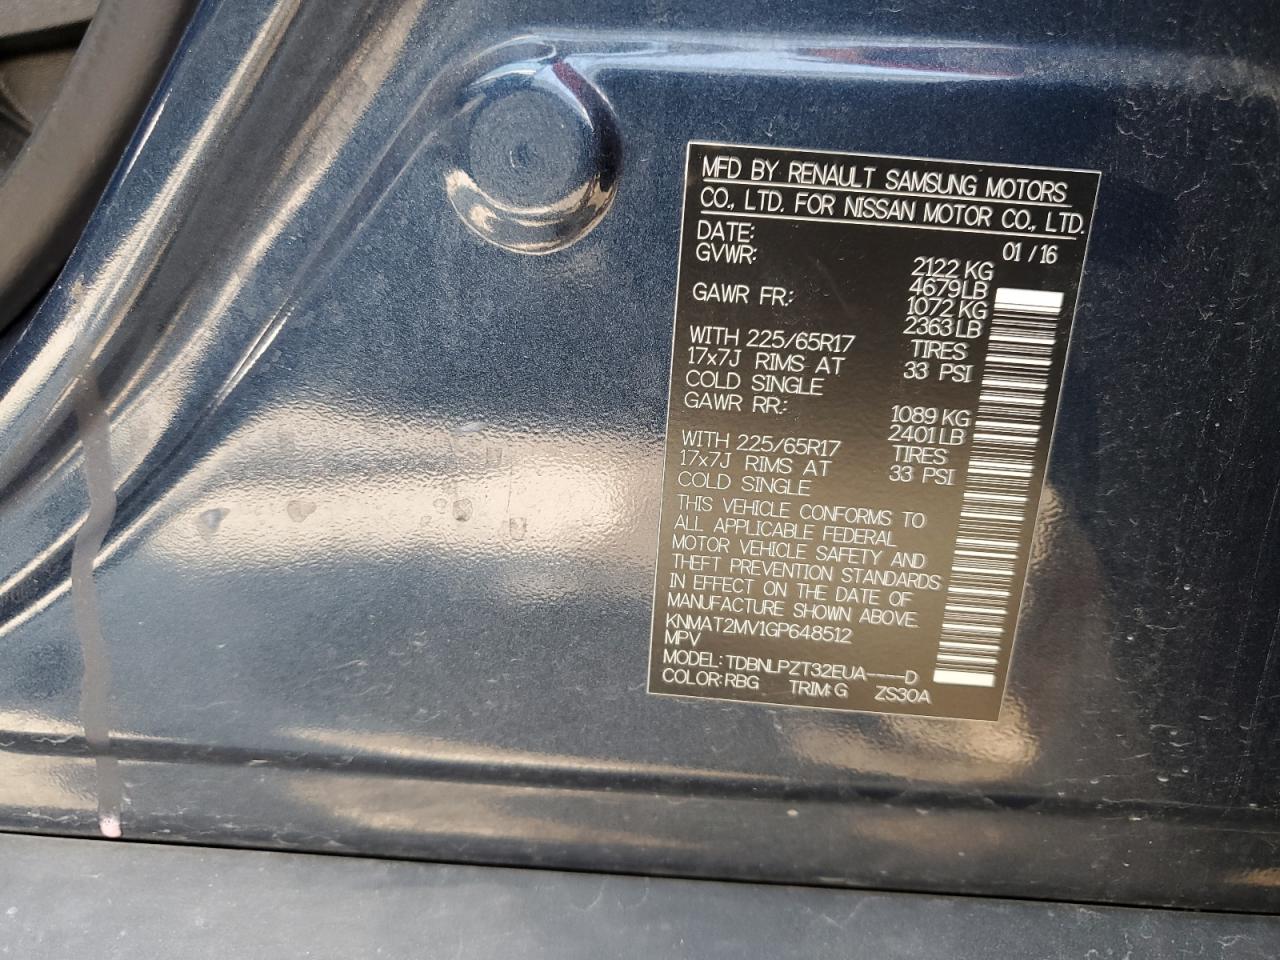 MFD BY RENAULT SAMSUNG MOTORS
CO., LTD. FOR NISSAN MOTOR CO., LTD.
DATE: 01 / 16
GVWR: 2122 KG
4679LB
GAWR FR.: 1072 KG
2363 LB
WITH 225/65R17 TIRES
17x7J RIMS AT 33 PSI
COLD SINGLE
GAWR RR.: 1089 KG
2401 LB
WITH 225/65R17 TIRES
17x7J RIMS AT 33 PSI
COLD SINGLE
THIS VEHICLE CONFORMS TO
ALL APPLICABLE FEDERAL
MOTOR VEHICLE SAFETY AND
THEFT PREVENTION STANDARDS
IN EFFECT ON THE DATE OF
MANUFACTURE SHOWN ABOVE.
KNMAT2MV1GP648512
MPV
MODEL: TDBNLPZT32EUA----D
COLOR: RBG TRIM: G ZS30A